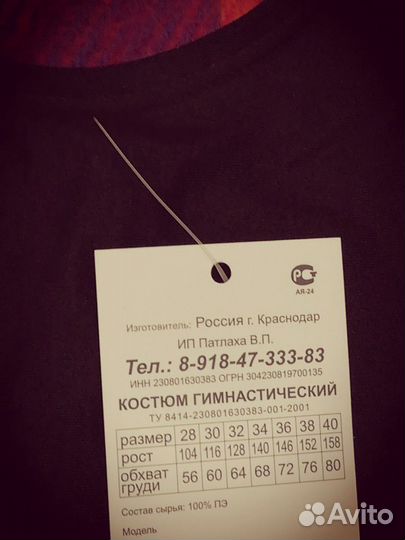 РС
АЯ-24
Изготовитель: Россия г. Краснодар
ИП Патлаха В.П.
Тел.: 8-918-47-333-83
ИНН 230801630383 ОГРН 304230819700135
КОСТЮМ ГИМНАСТИЧЕСКИЙ
ТУ 8414-230801630383-001-2001
размер 28 30 32 34 36 38 40
рост 104 116 128 140 146 152 158
обхват груди 56 60 64 68 72 76 80
Состав сырья: 100% ПЭ
Модель
Avito